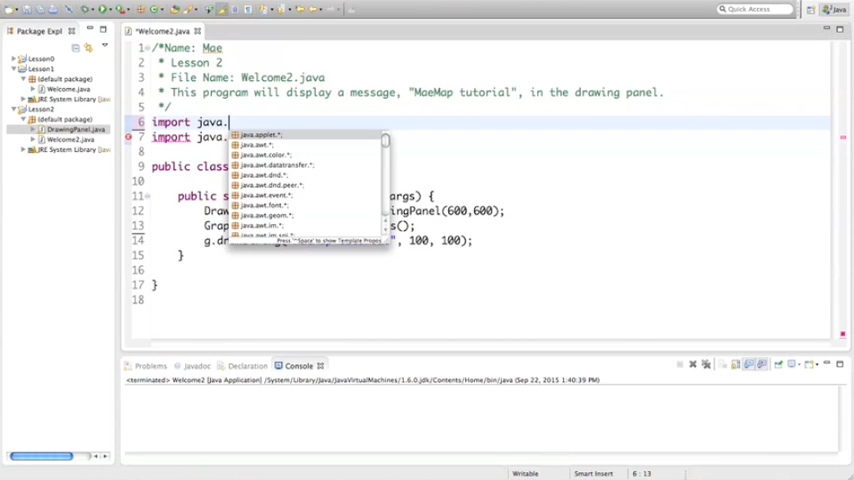 Quick Access
Java
Package Expl
*Welcome2.java
Lesson0
Lesson1
(default package)
Welcome.java
JRE System Library [Java
Lesson2
(default package)
DrawingPanel.java
Welcome2.java
JRE System Library [Java
1 /*Name: Mae
2 * Lesson 2
3 * File Name: Welcome2.java
4 * This program will display a message, "MaeMap tutorial", in the drawing panel.
5 */
6 import java.
7 import java.
8
9 public class
10
11 public s args) {
12 Draw ngPanel(600,600);
13 Grap s();
14 g.dr ", 100, 100);
15 }
16
17 }
18
java.applet.*;
java.awt.*;
java.awt.color.*;
java.awt.datatransfer.*;
java.awt.dnd.*;
java.awt.dnd.peer.*;
java.awt.event.*;
java.awt.font.*;
java.awt.geom.*;
java.awt.im.*;
java.awt.im.spi.*
Press '^Space' to show Template Propos
Problems Javadoc Declaration Console
<terminated> Welcome2 [Java Application] /System/Library/Java/JavaVirtualMachines/1.6.0.jdk/Contents/Home/bin/java (Sep 22, 2015 1:40:39 PM)
Writable Smart Insert 6 : 13